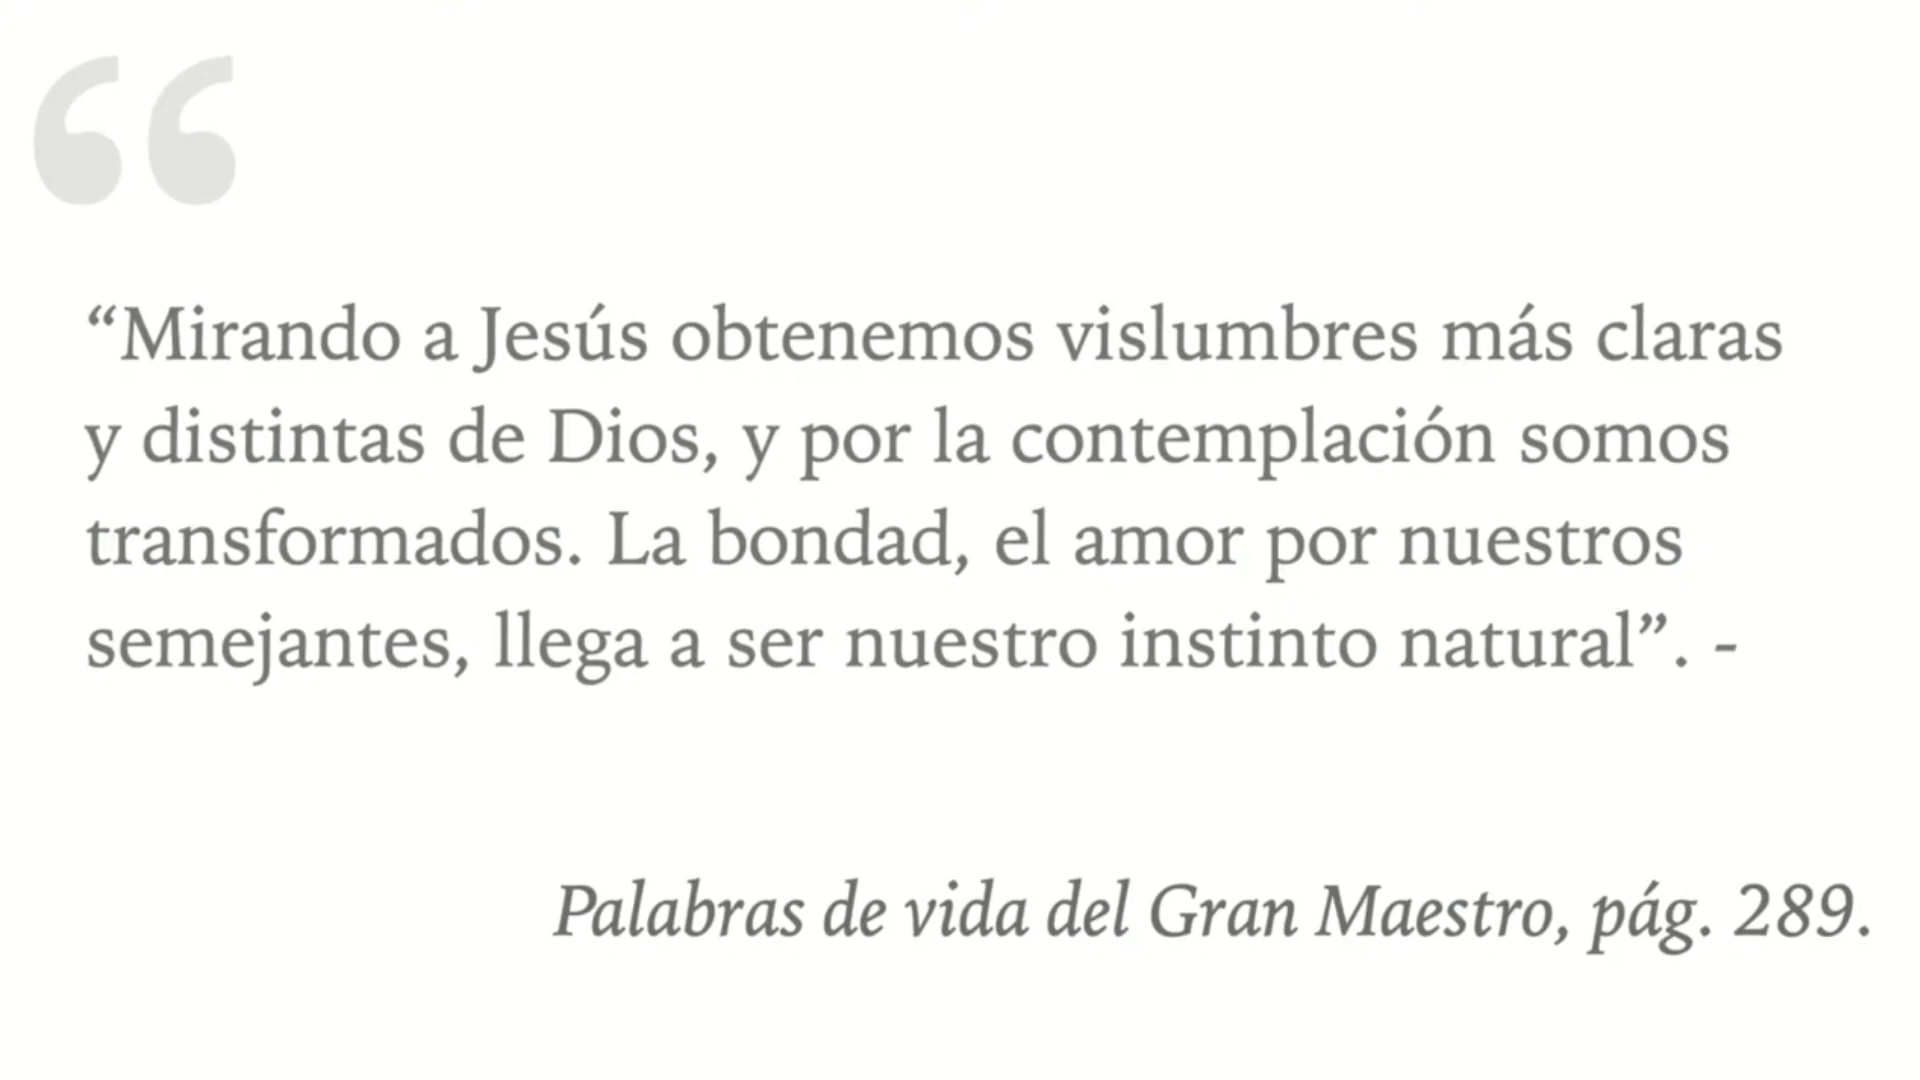 “
“Mirando a Jesús obtenemos vislumbres más claras
y distintas de Dios, y por la contemplación somos
transformados. La bondad, el amor por nuestros
semejantes, llega a ser nuestro instinto natural”. -
Palabras de vida del Gran Maestro, pág. 289.